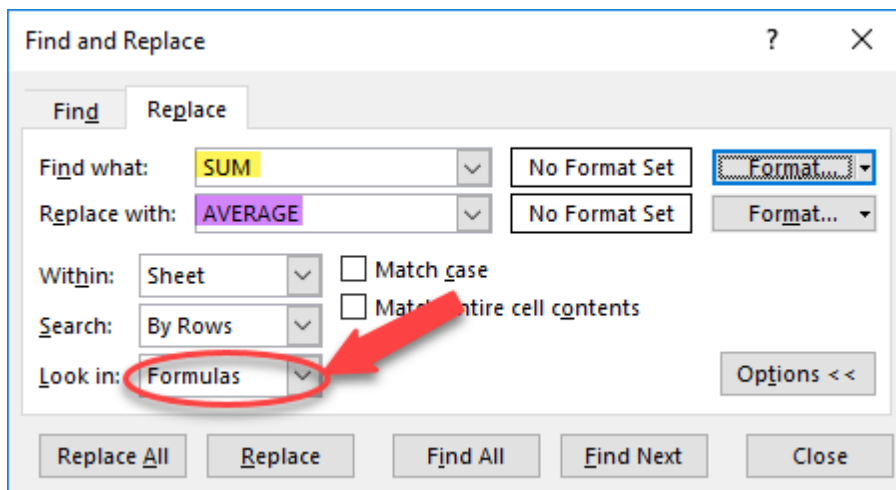 Find and Replace ? ×
Find Replace
Find what: SUM No Format Set Format...
Replace with: AVERAGE No Format Set Format...
Within: Sheet Match case
Match entire cell contents
Search: By Rows
Look in: Formulas Options <<
Replace All Replace Find All Find Next Close